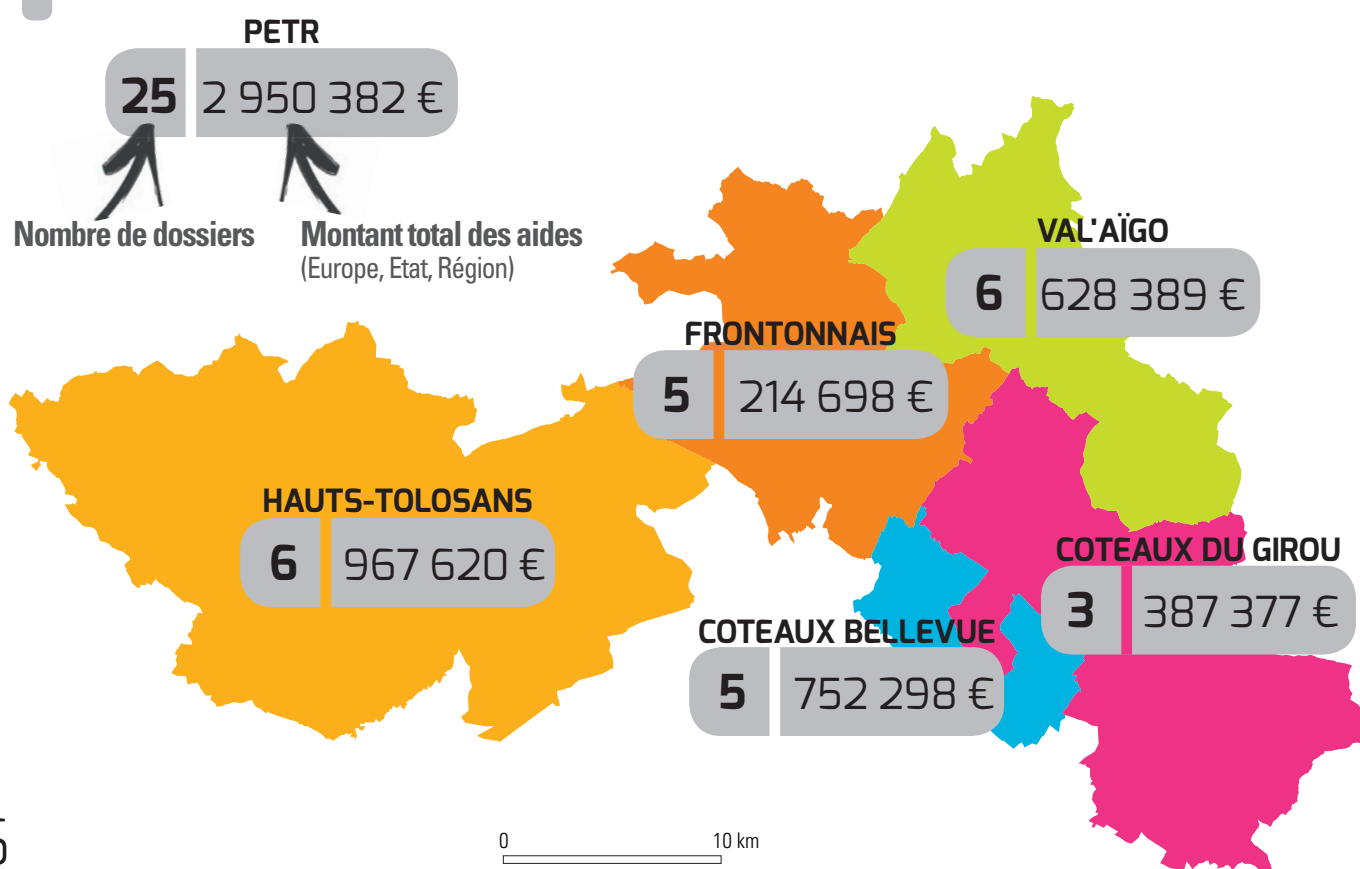 PETR
25 2 950 382 €
Nombre de dossiers
Montant total des aides
(Europe, Etat, Région)
VAL'AÏGO
6 628 389 €
FRONTONNAIS
5 214 698 €
HAUTS-TOLOSANS
6 967 620 €
COTEAUX DU GIROU
3 387 377 €
COTEAUX BELLEVUE
5 752 298 €
0 10 km